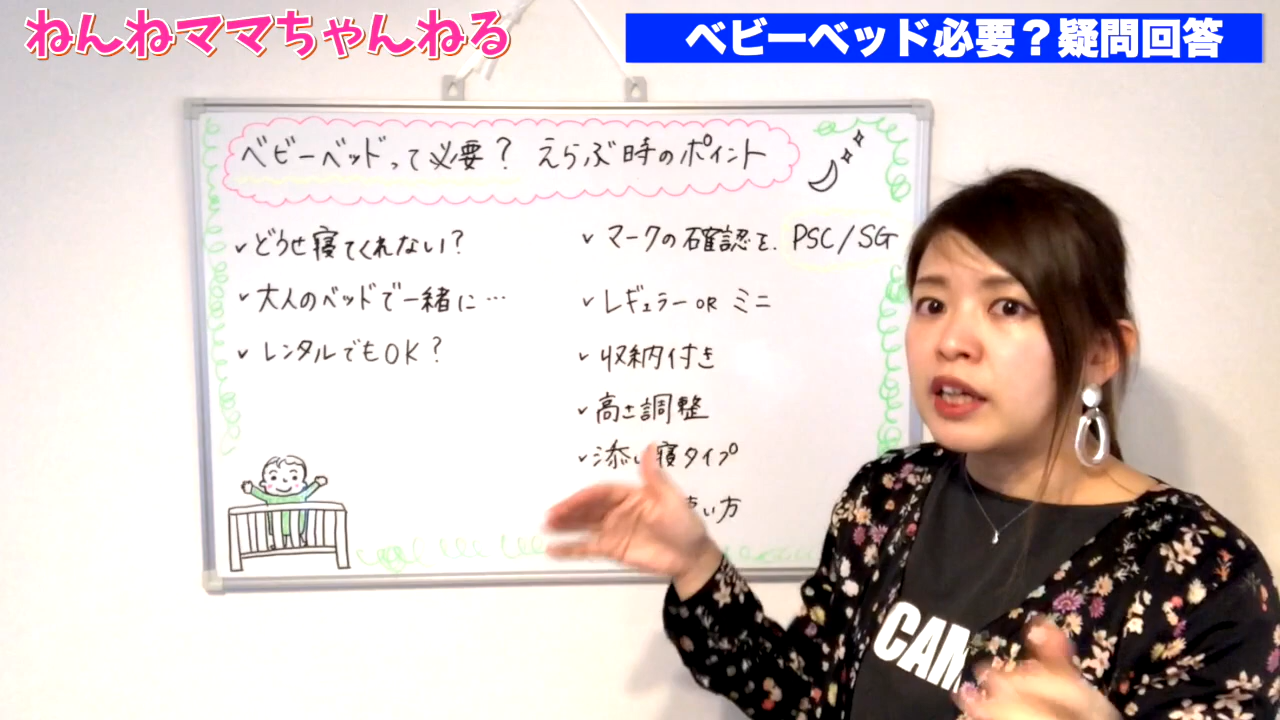 ねんねママちゃんねる
ベビーベッド必要？疑問回答
ベビーベッドって必要？ えらぶ時のポイント
✓ どうせ寝てくれない？
✓ 大人のベッドで一緒に…
✓ レンタルでもOK？
✓ マークの確認を. PSC/SG
✓ レギュラー OR ミニ
✓ 収納付き
✓ 高さ調整
✓ 添い寝タイプ
使い方
CAM